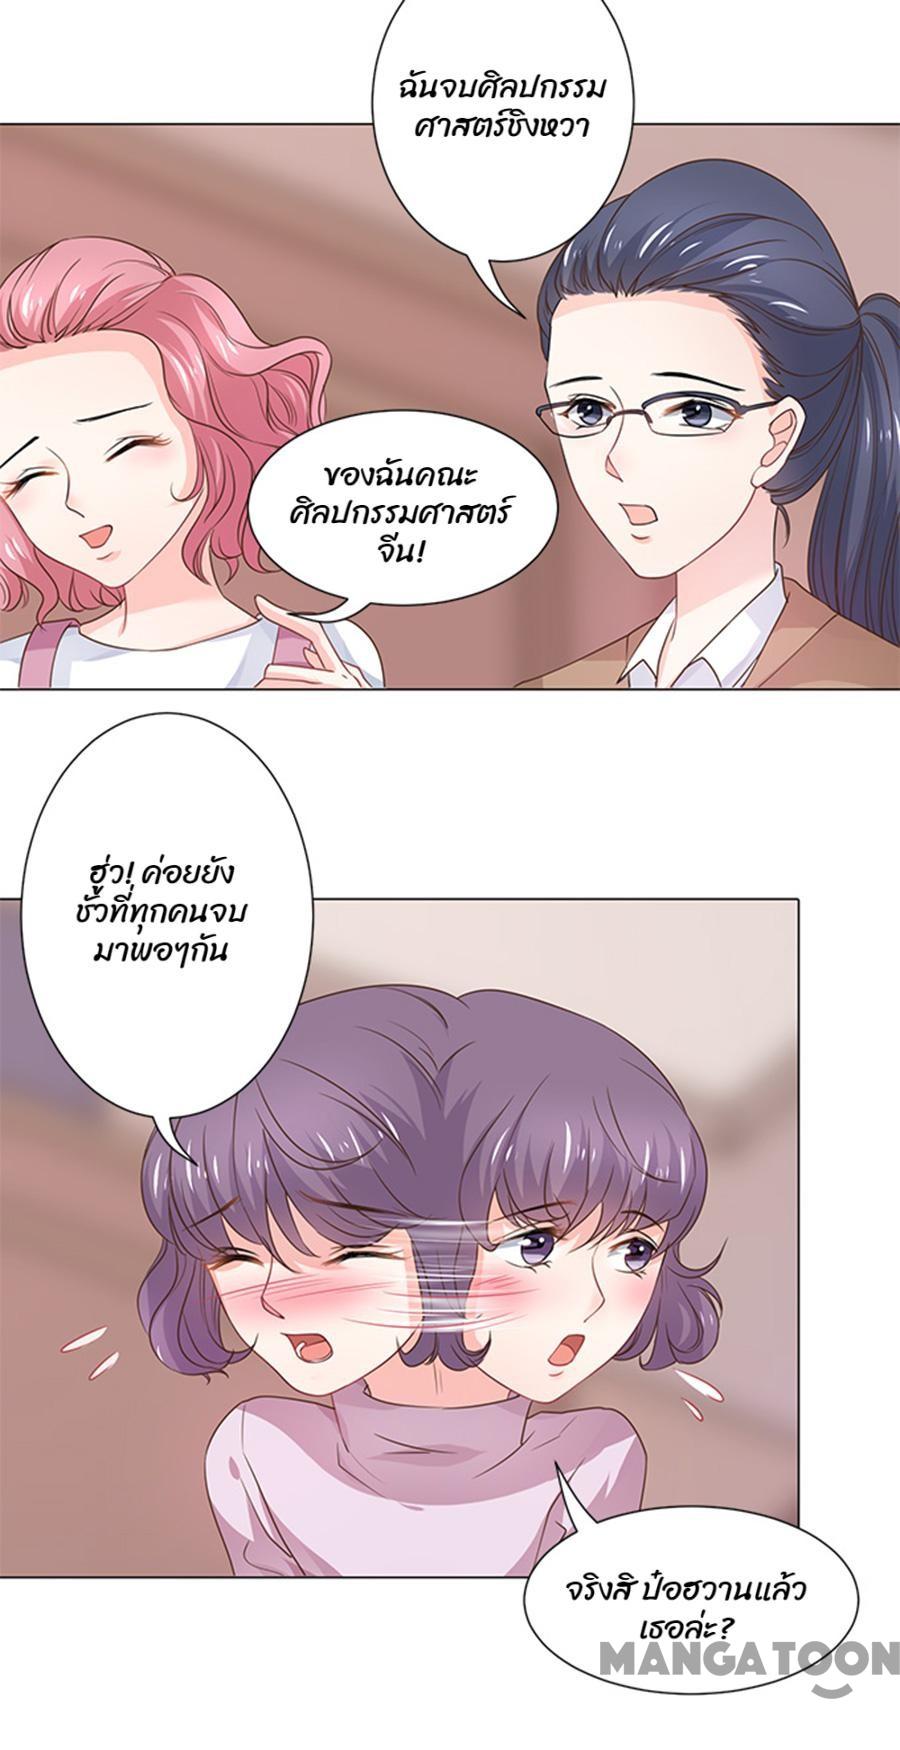 ฉันจบศิลปกรรม
ศาสตร์ชิงหวา
ของฉันคณะ
ศิลปกรรมศาสตร์
จีน!
ฮู่ว! ค่อยยัง
ชั่วที่ทุกคนจบ
มาพอๆกัน
จริงสิ ป๋อฮวานแล้ว
เธอล่ะ?
MANGATOON